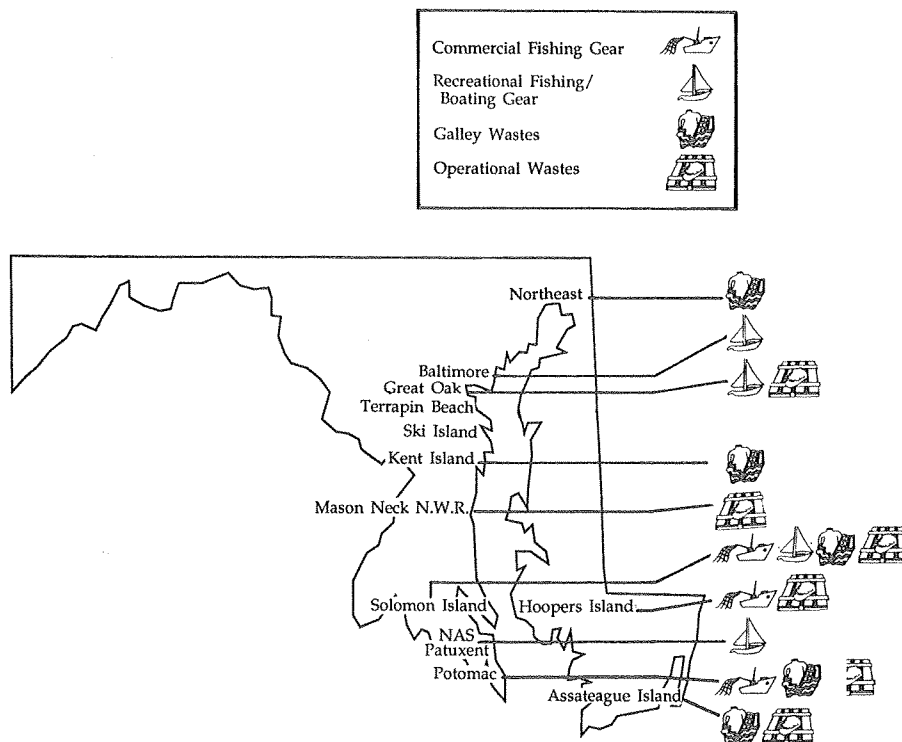 Commercial Fishing Gear
Recreational Fishing/
Boating Gear
Galley Wastes
Operational Wastes
Northeast
Baltimore
Great Oak
Terrapin Beach
Ski Island
Kent Island
Mason Neck N.W.R.
Solomon Island
Hoopers Island
NAS
Patuxent
Potomac
Assateague Island